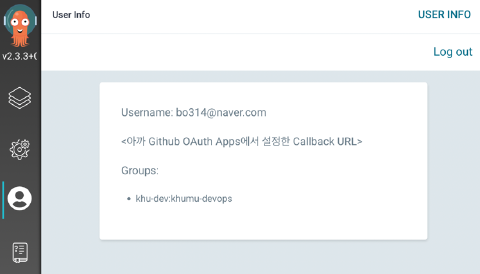 User Info
USER INFO
v2.3.3+
Log out
Username: bo314@naver.com
<아까 Github OAuth Apps에서 설정한 Callback URL>
Groups:
khu-dev:khumu-devops